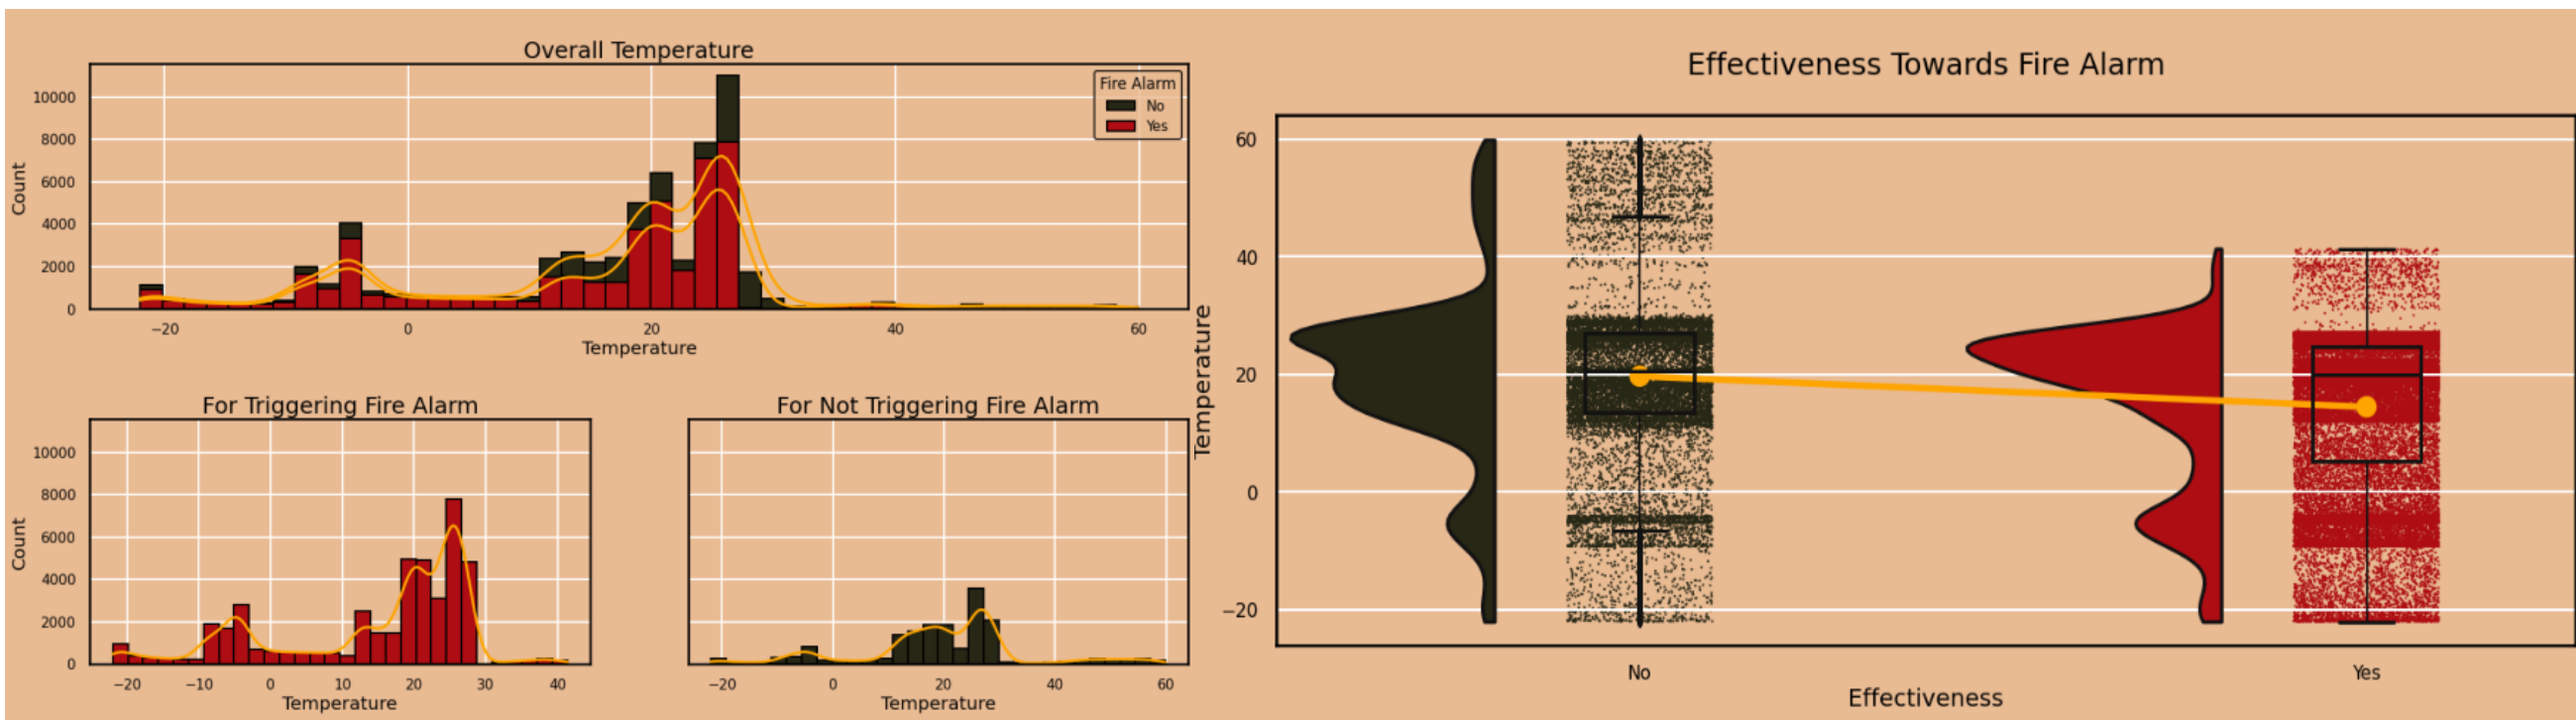 Overall Temperature
Count
10000
8000
6000
4000
2000
0
Fire Alarm
No
Yes
−20 0 20 40 60
Temperature
For Triggering Fire Alarm
Count
10000
8000
6000
4000
2000
0
−20 −10 0 10 20 30 40
Temperature
For Not Triggering Fire Alarm
−20 0 20 40 60
Temperature
Effectiveness Towards Fire Alarm
Temperature
60
40
20
0
−20
No Yes
Effectiveness